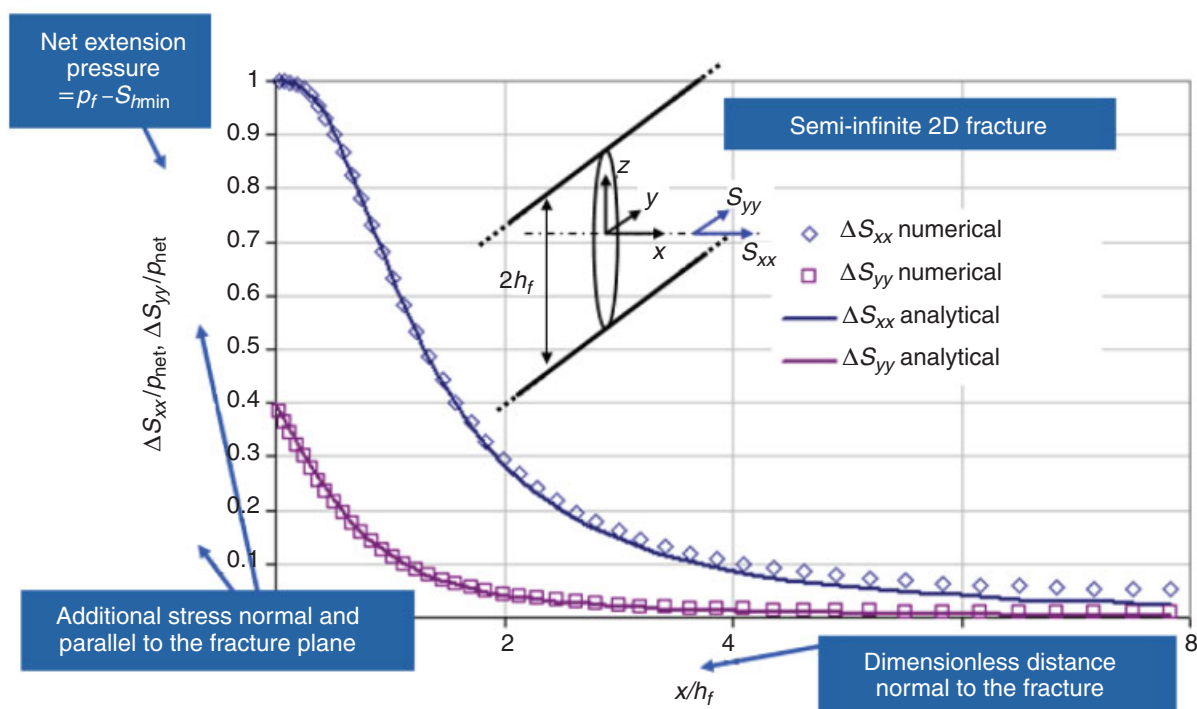 Net extension
pressure
=p_f – S_hmin
Semi-infinite 2D fracture
1
0.9
0.8
0.7
0.6
0.5
0.4
0.3
0.2
0.1
ΔS_xx/p_net, ΔS_yy/p_net
z
y
x
S_yy
S_xx
2h_f
ΔS_xx numerical
ΔS_yy numerical
ΔS_xx analytical
ΔS_yy analytical
Additional stress normal and
parallel to the fracture plane
2
4
8
x/h_f
Dimensionless distance
normal to the fracture